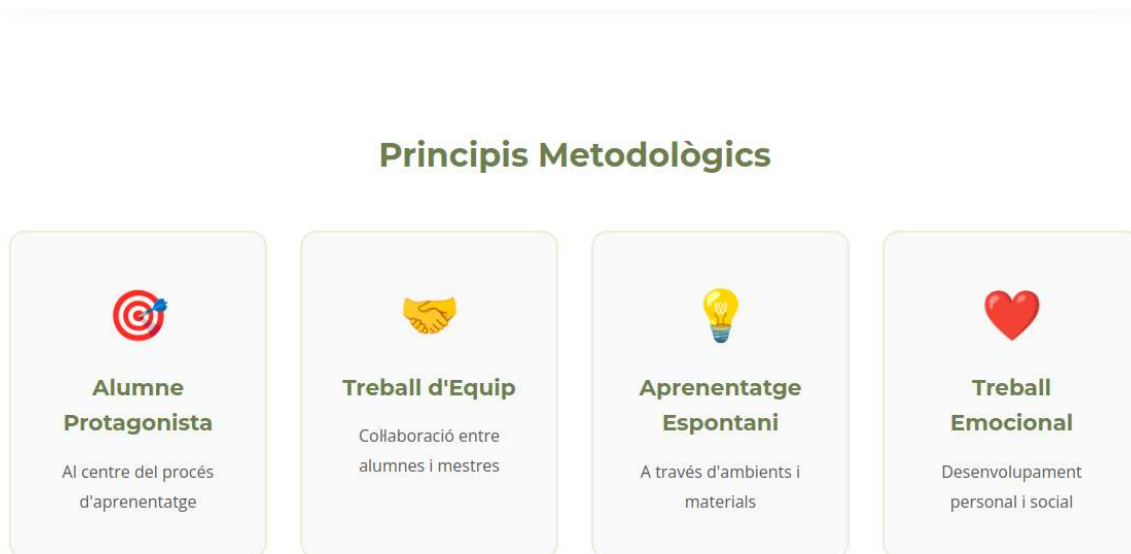 Principis Metodològics
Alumne
Protagonista
Al centre del procés
d'aprenentatge
Treball d'Equip
Col·laboració entre
alumnes i mestres
Aprenentatge
Espontani
A través d'ambients i
materials
Treball
Emocional
Desenvolupament
personal i social